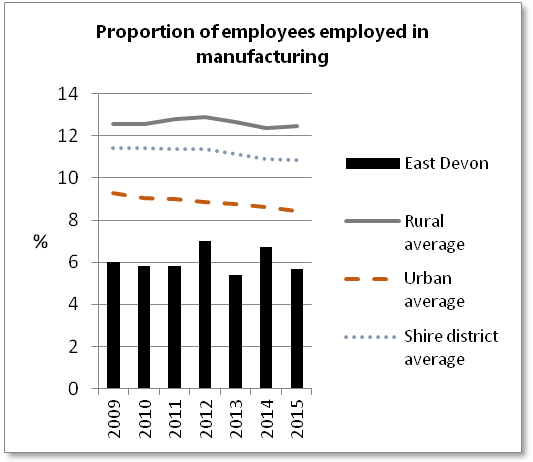 Proportion of employees employed in
manufacturing
14
12
10
8
6
4
2
0
%
2009
2010
2011
2012
2013
2014
2015
East Devon
Rural
average
Urban
average
Shire district
average